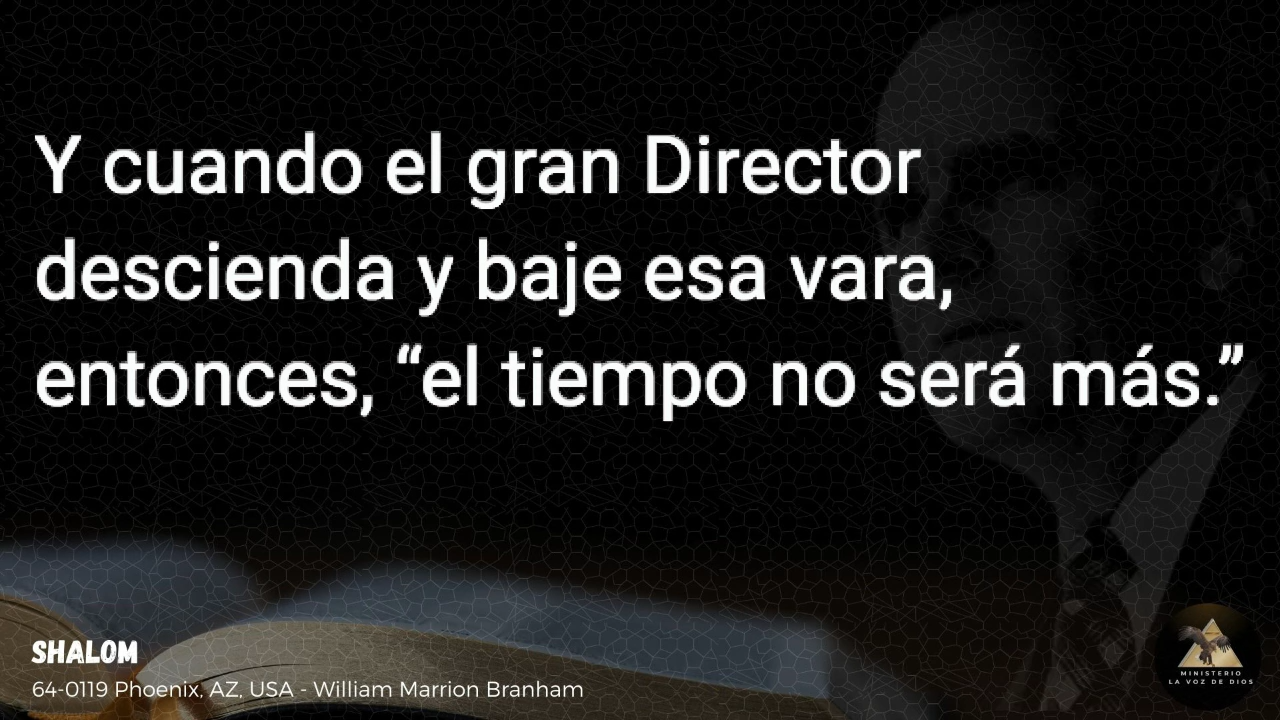 Y cuando el gran Director
descienda y baje esa vara,
entonces, “el tiempo no será más.”
SHALOM
64-0119 Phoenix, AZ, USA - William Marrion Branham
MINISTERIO
LA VOZ DE DIOS